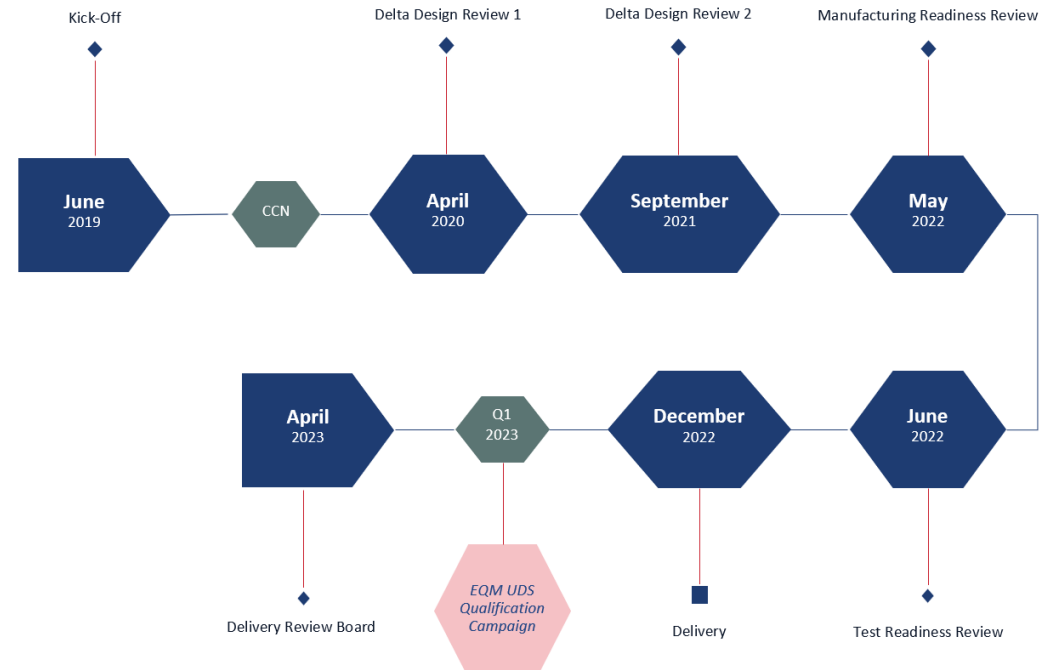 Kick-Off
Delta Design Review 1
Delta Design Review 2
Manufacturing Readiness Review
June
2019
CCN
April
2020
September
2021
May
2022
April
2023
Q1
2023
December
2022
June
2022
EQM UDS
Qualification
Campaign
Delivery Review Board
Delivery
Test Readiness Review